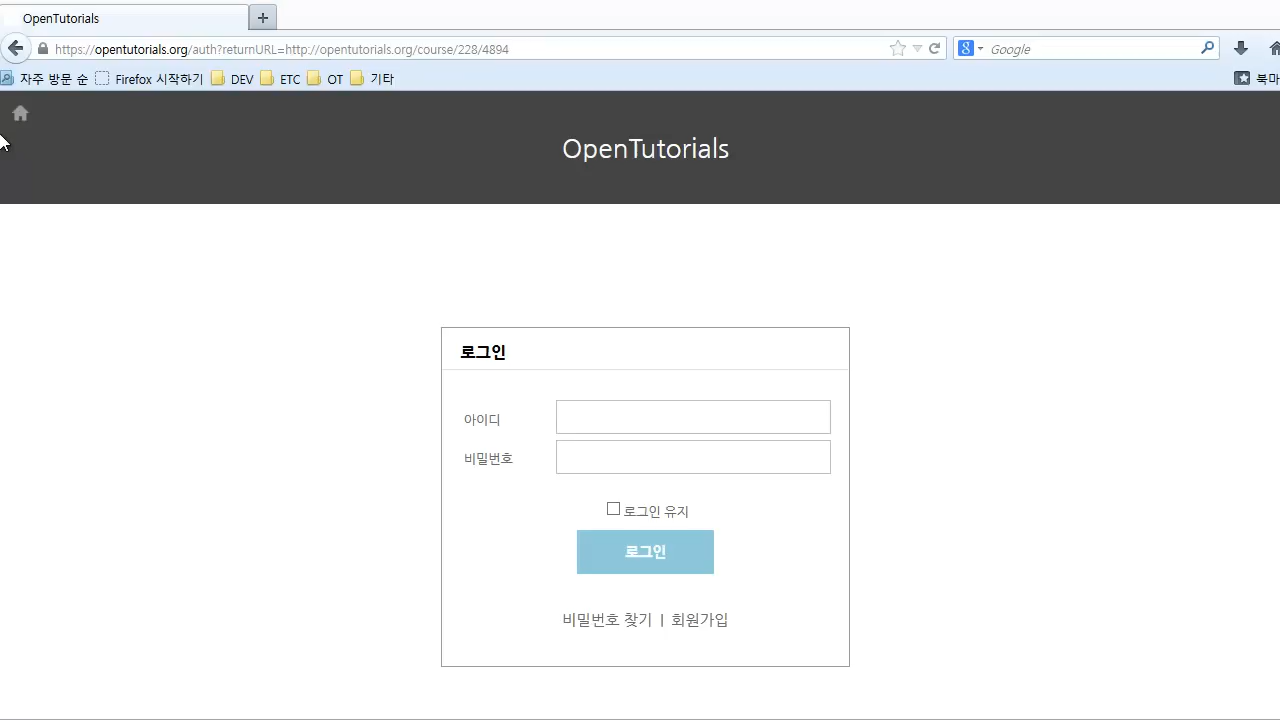 OpenTutorials
https://opentutorials.org/auth?returnURL=http://opentutorials.org/course/228/4894
Google
자주 방문 순 Firefox 시작하기 DEV ETC OT 기타
북마
OpenTutorials
로그인
아이디
비밀번호
로그인 유지
로그인
비밀번호 찾기 | 회원가입